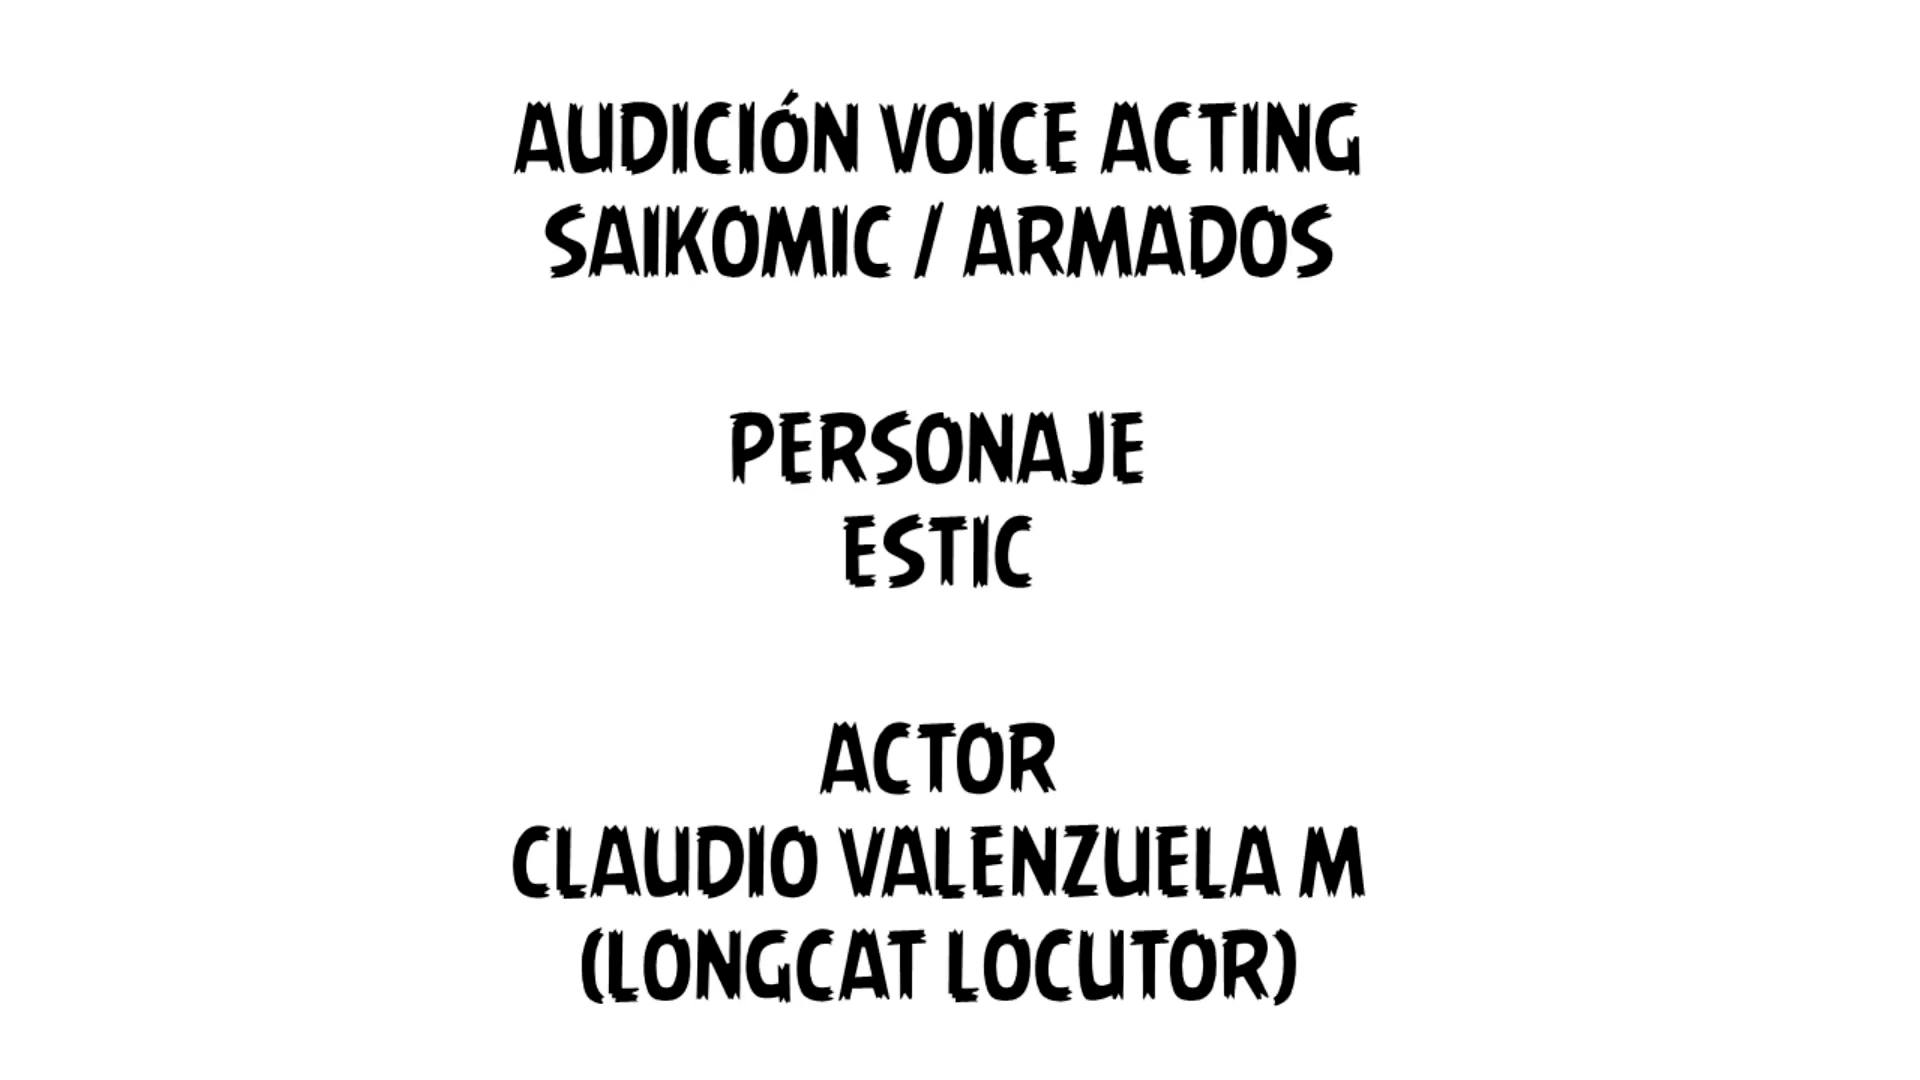 AUDICIÓN VOICE ACTING
SAIKOMIC / ARMADOS
PERSONAJE
ESTIC
ACTOR
CLAUDIO VALENZUELA M
(LONGCAT LOCUTOR)